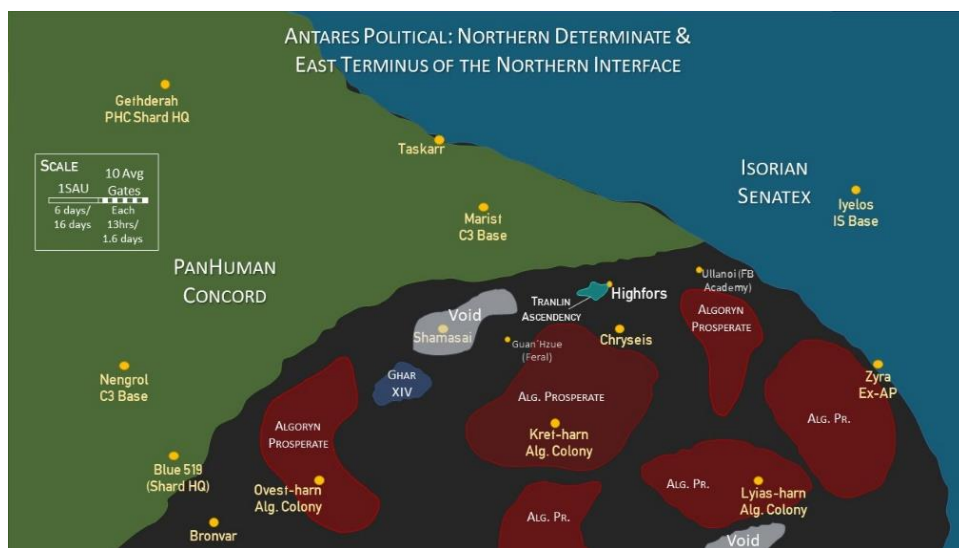 ANTARES POLITICAL: NORTHERN DETERMINATE &
EAST TERMINUS OF THE NORTHERN INTERFACE
Gethderah
PHC Shard HQ
Taskarr
SCALE
1SAU
6 days/
16 days
10 Avg
Gates
Each
13hrs/
1.6 days
ISORIAN
SENATEX
Iyelos
IS Base
Marist
C3 Base
PANHUMAN
CONCORD
Ullanoi (FB
Academy)
Highfors
TRANLIN
ASCENDENCY
Void
Shamasai
ALGORYN
PROSPERATE
Chryseis
Guan'Hzue
(Feral)
Nengrol
C3 Base
GHAR
XIV
Zyra
Ex-AP
ALG. PROSPERATE
ALGORYN
PROSPERATE
ALG. PR.
Kret-harn
Alg. Colony
Blue 519
(Shard HQ)
Ovest-harn
Alg. Colony
ALG. PR.
Lyias-harn
Alg. Colony
Bronvar
ALG. PR.
Void